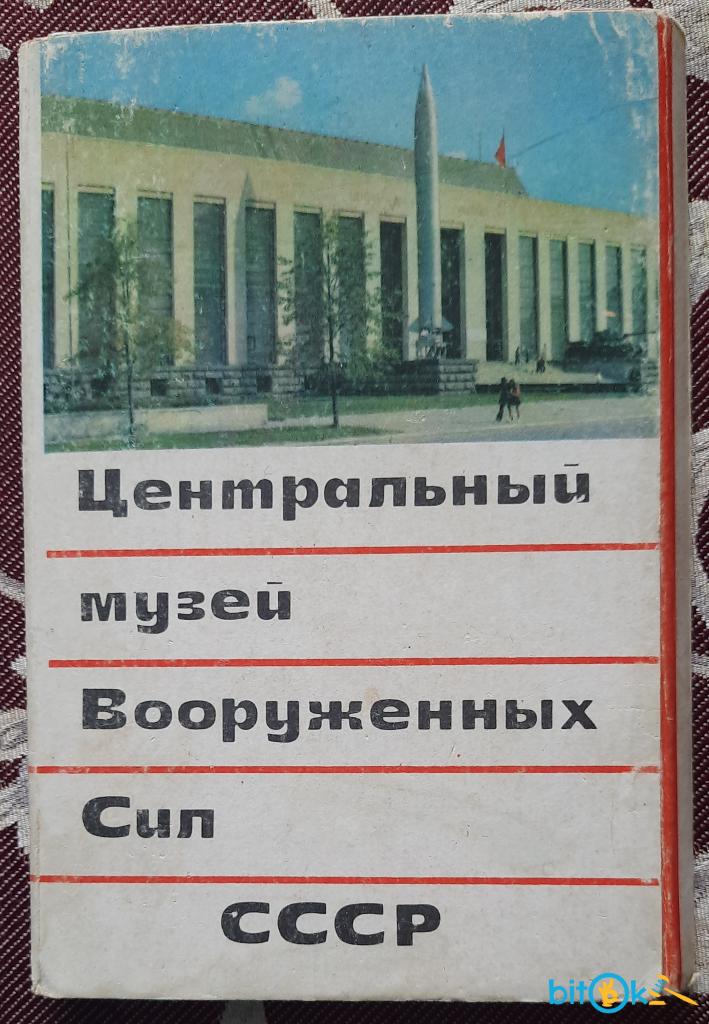 Центральный
музей
Вооруженных
Сил
СССР
bitOk